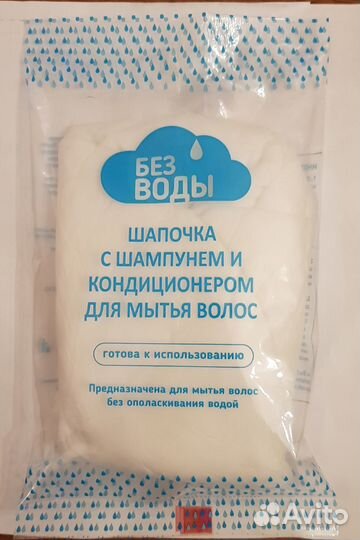 БЕЗ
ВОДЫ
ШАПОЧКА
С ШАМПУНЕМ И
КОНДИЦИОНЕРОМ
ДЛЯ МЫТЬЯ ВОЛОС
готова к использованию
Предназначена для мытья волос
без ополаскивания водой
Avito